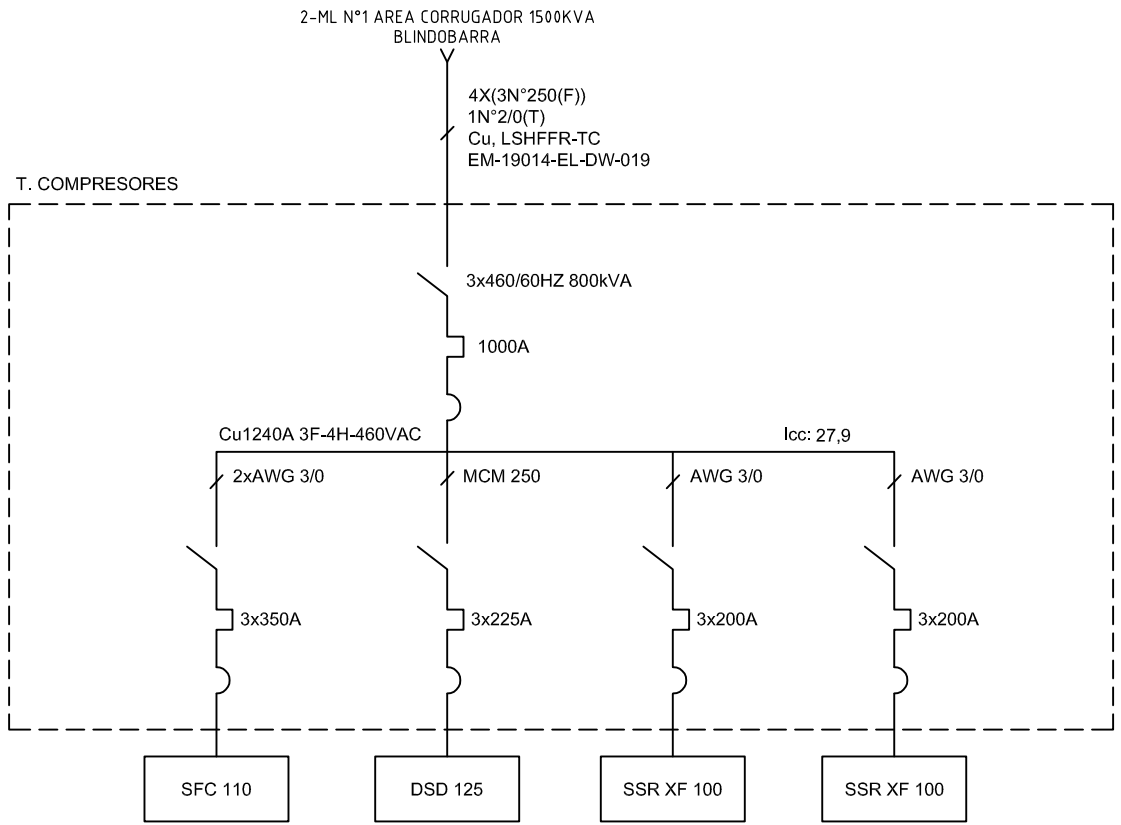 2-ML N°1 AREA CORRUGADOR 1500KVA
BLINDOBARRA
4X(3N°250(F))
1N°2/0(T)
Cu, LSHFFR-TC
EM-19014-EL-DW-019
T. COMPRESORES
3x460/60HZ 800kVA
1000A
Cu1240A 3F-4H-460VAC
Icc: 27,9
2xAWG 3/0
MCM 250
AWG 3/0
AWG 3/0
3x350A
3x225A
3x200A
3x200A
SFC 110
DSD 125
SSR XF 100
SSR XF 100